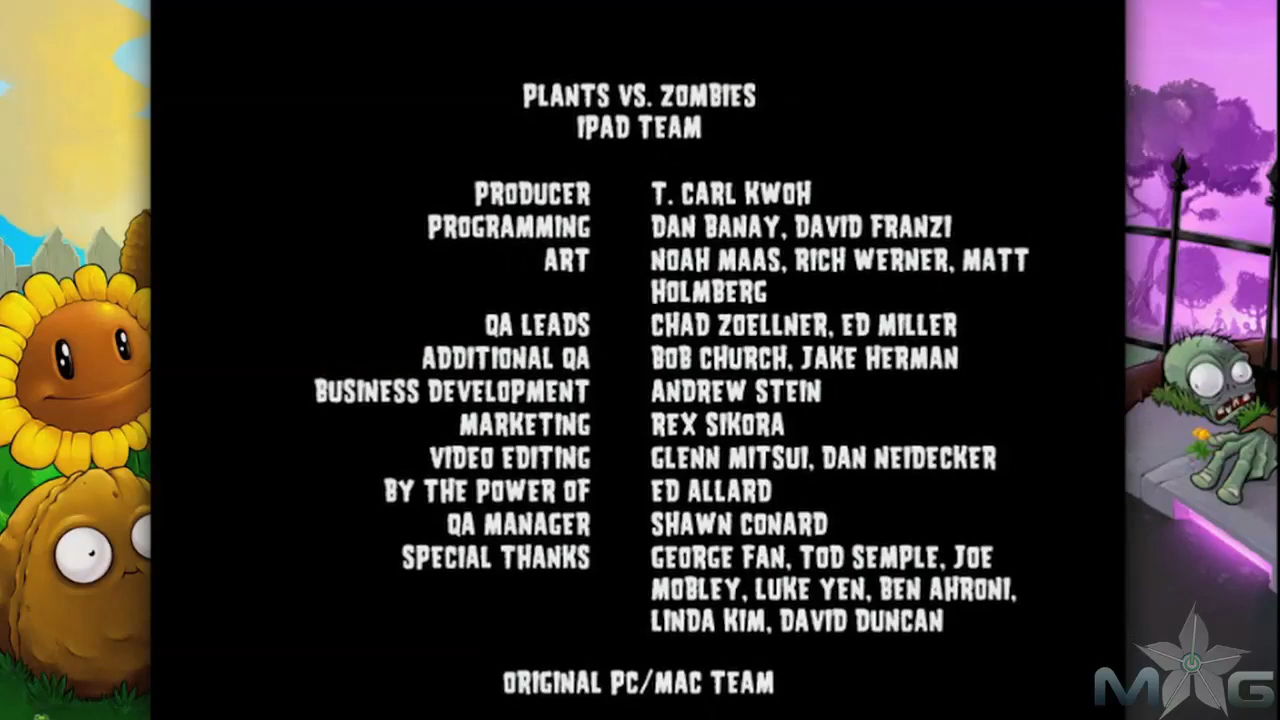 PLANTS VS. ZOMBIES
IPAD TEAM
PRODUCER T. CARL KWOH
PROGRAMMING DAN BANAY, DAVID FRANZI
ART NOAH MAAS, RICH WERNER, MATT
HOLMBERG
QA LEADS CHAD ZOELLNER, ED MILLER
ADDITIONAL QA BOB CHURCH, JAKE HERMAN
BUSINESS DEVELOPMENT ANDREW STEIN
MARKETING REX SIKORA
VIDEO EDITING GLENN MITSUI, DAN NEIDECKER
BY THE POWER OF ED ALLARD
QA MANAGER SHAWN CONARD
SPECIAL THANKS GEORGE FAN, TOD SEMPLE, JOE
MOBLEY, LUKE YEN, BEN AHRONI,
LINDA KIM, DAVID DUNCAN
ORIGINAL PC/MAC TEAM
MAG